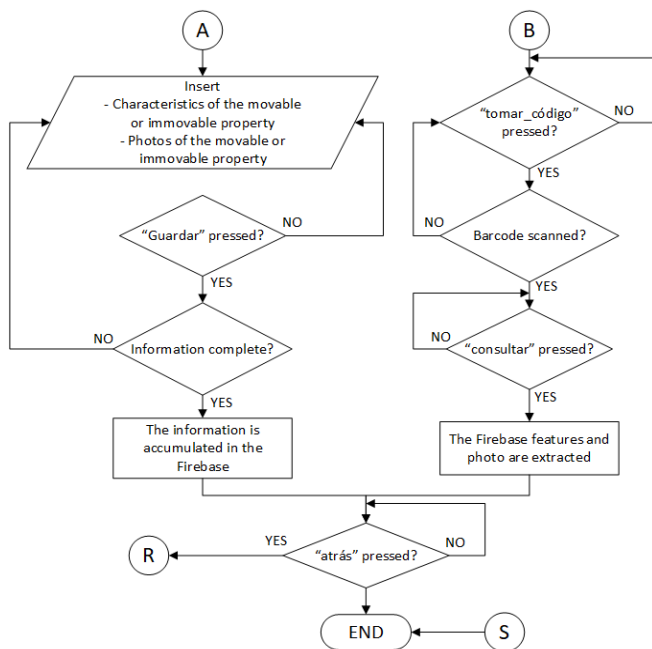 A
B
Insert
- Characteristics of the movable
or immovable property
- Photos of the movable or
immovable property
"tomar_código"
pressed?
NO
YES
"Guardar" pressed?
NO
YES
NO
Barcode scanned?
YES
NO
Information complete?
YES
NO
"consultar" pressed?
YES
The information is
accumulated in the
Firebase
The Firebase features and
photo are extracted
R
YES
"atrás" pressed?
NO
END
S